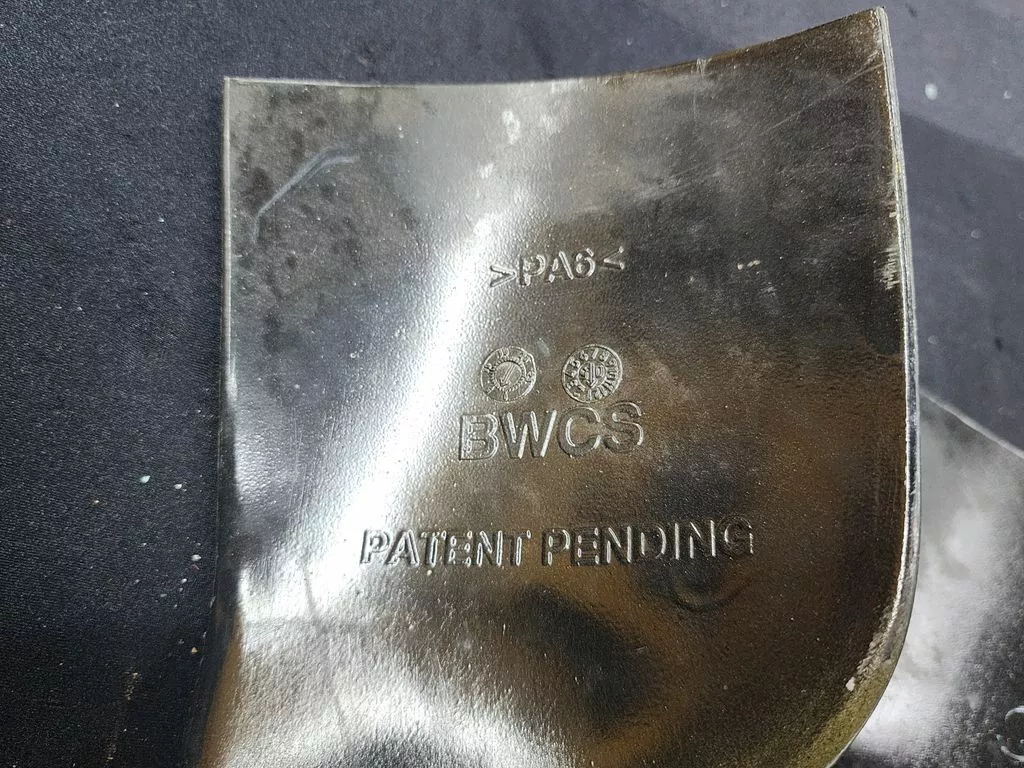 >PA6<
BWCS
PATENT PENDING